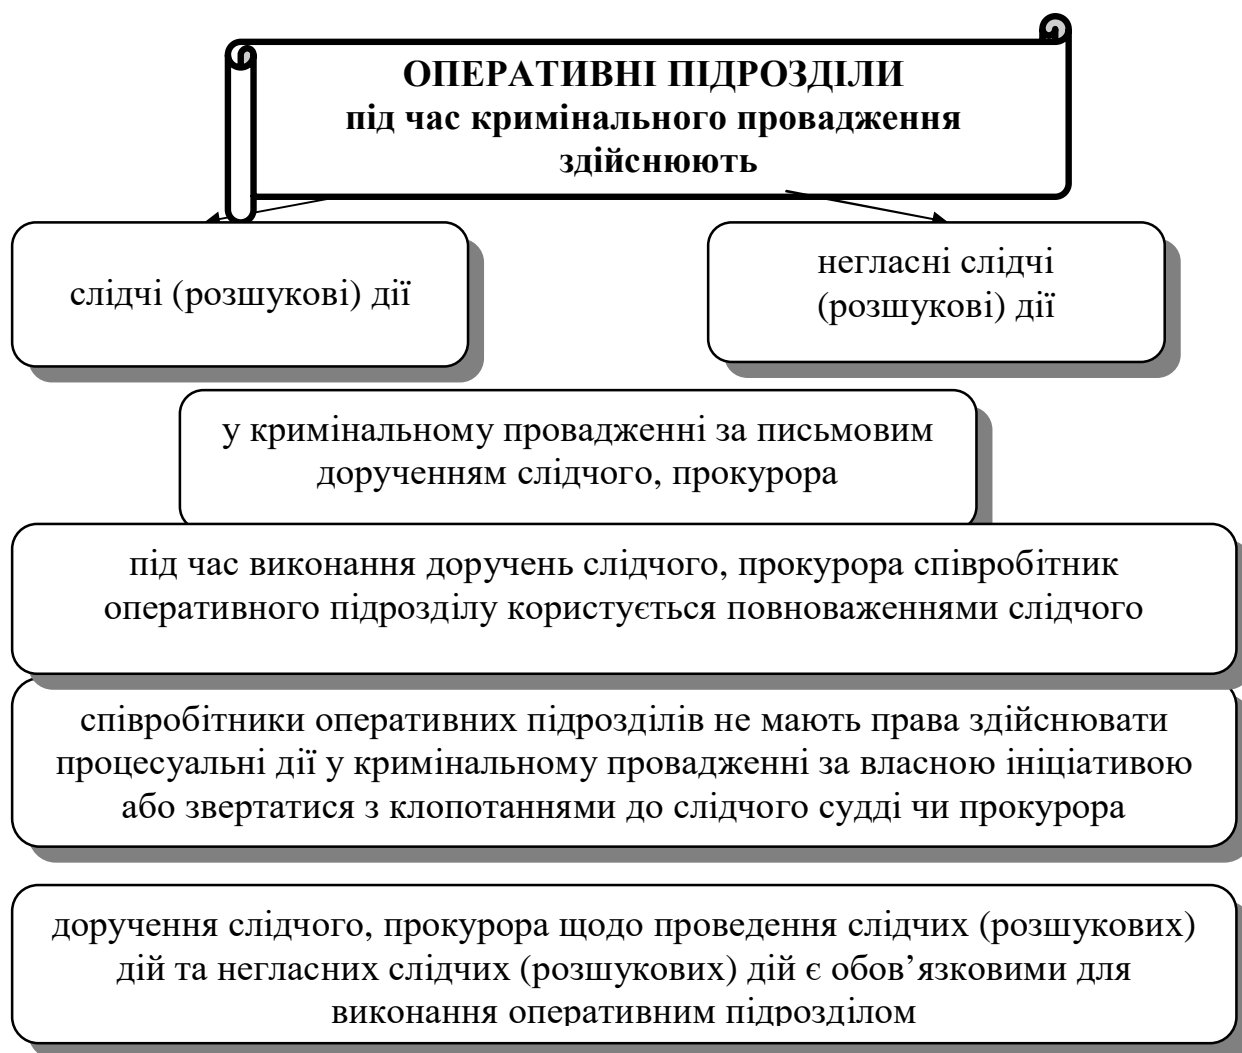 ОПЕРАТИВНІ ПІДРОЗДІЛИ
під час кримінального провадження
здійснюють
слідчі (розшукові) дії
негласні слідчі
(розшукові) дії
у кримінальному провадженні за письмовим
дорученням слідчого, прокурора
під час виконання доручень слідчого, прокурора співробітник
оперативного підрозділу користується повноваженнями слідчого
співробітники оперативних підрозділів не мають права здійснювати
процесуальні дії у кримінальному провадженні за власною ініціативою
або звертатися з клопотаннями до слідчого судді чи прокурора
доручення слідчого, прокурора щодо проведення слідчих (розшукових)
дій та негласних слідчих (розшукових) дій є обов’язковими для
виконання оперативним підрозділом